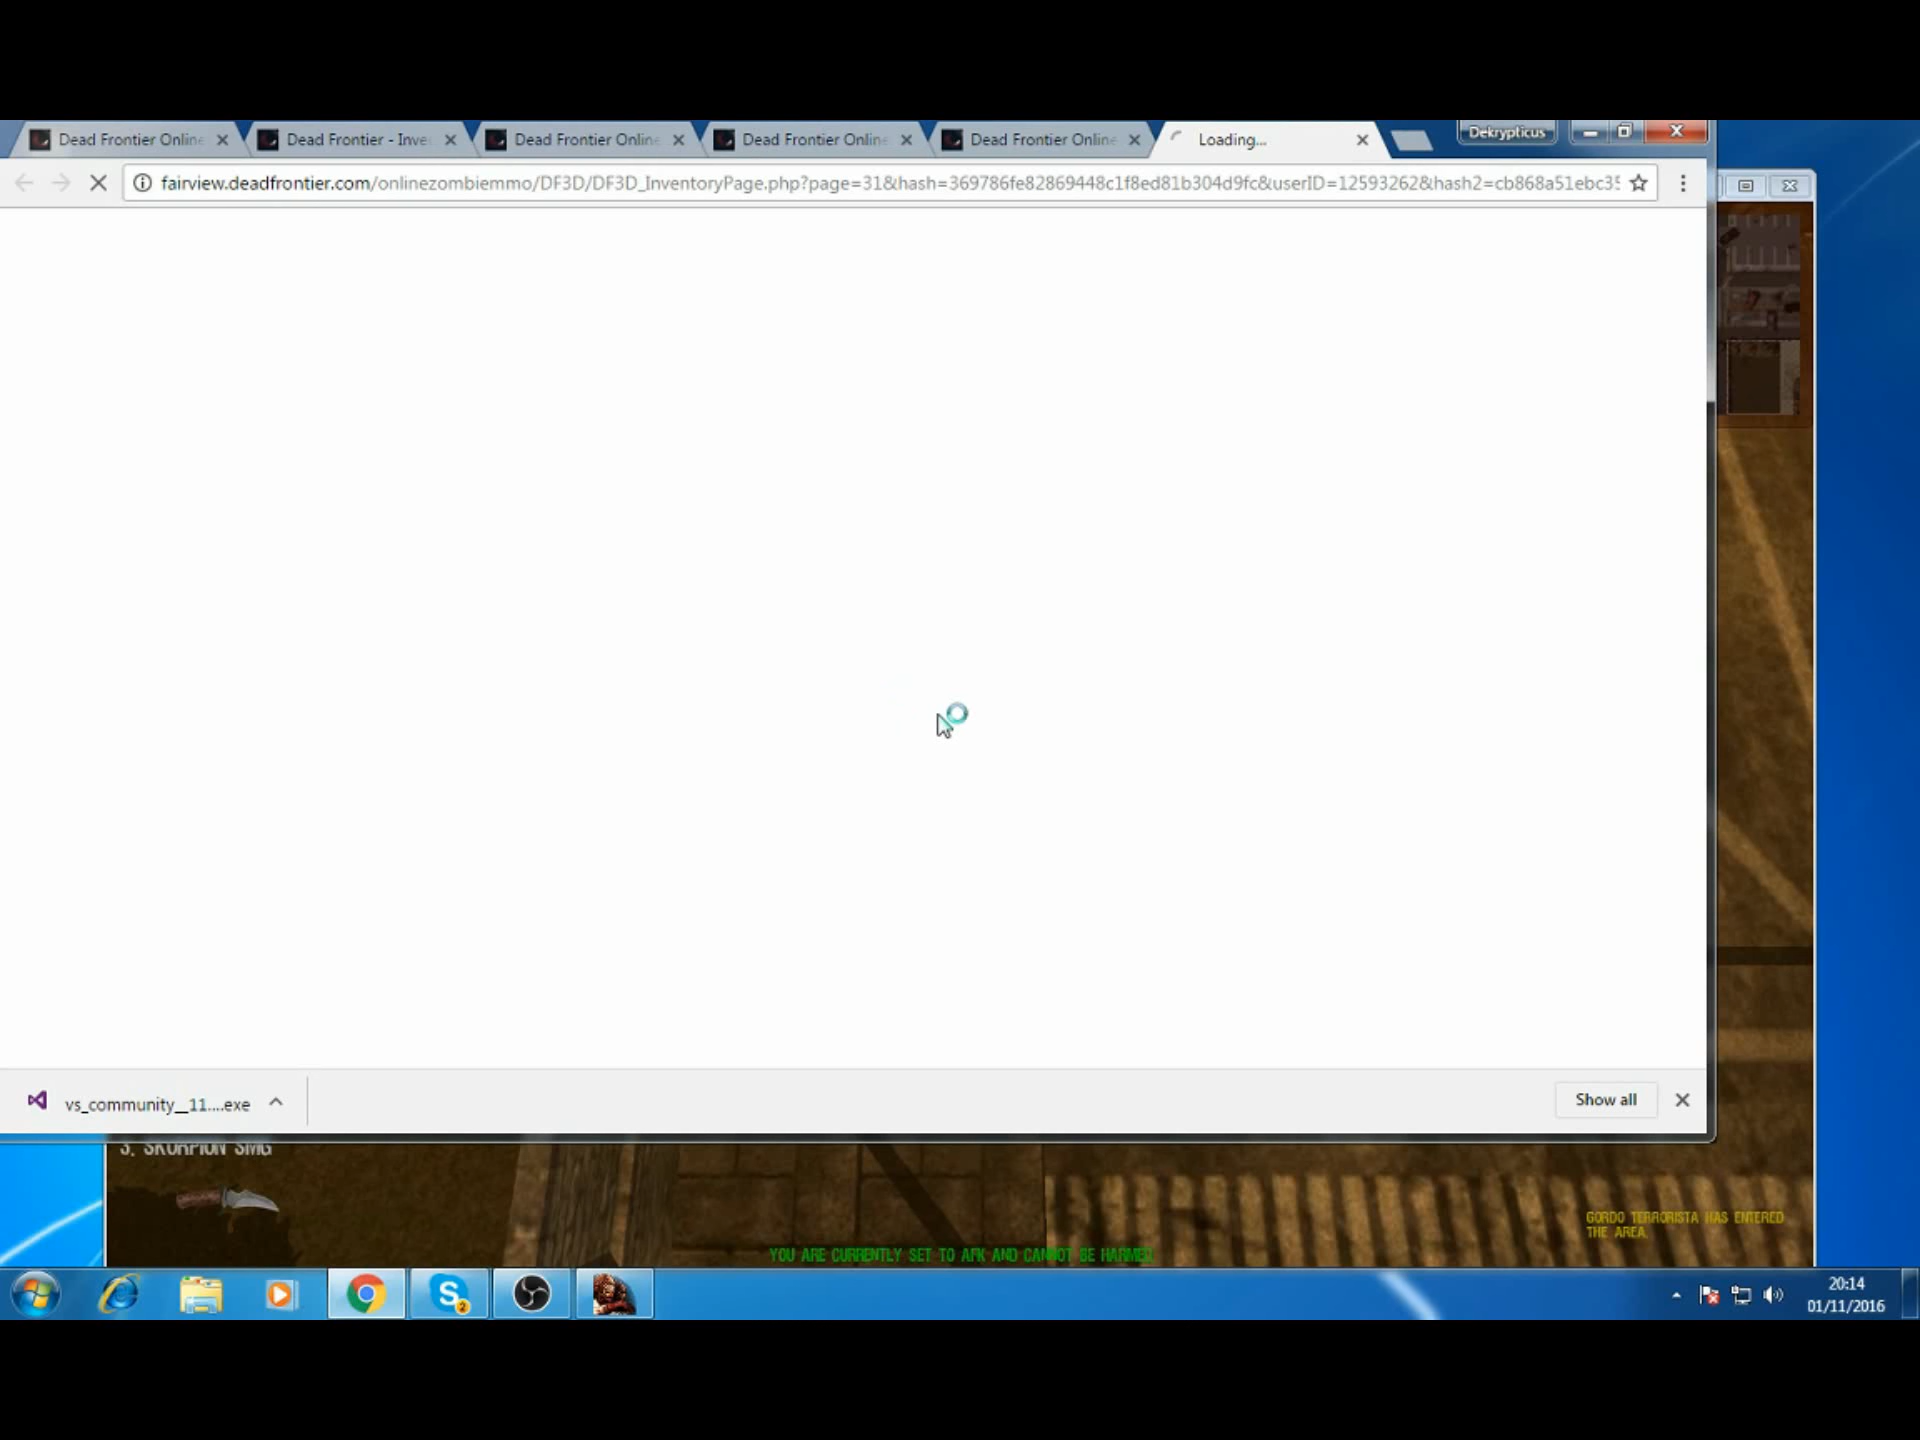 Dead Frontier Online
Dead Frontier - Inve
Dead Frontier Online
Dead Frontier Online
Dead Frontier Online
Loading...
Dekrypticus
fairview.deadfrontier.com/onlinezombiemmo/DF3D/DF3D_InventoryPage.php?page=31&hash=369786fe82869448c1f8ed81b304d9fc&userID=12593262&hash2=cb868a51ebc35
vs_community__11....exe
Show all
3. SKORPION SMG
GORDO TERRORISTA HAS ENTERED
THE AREA.
YOU ARE CURRENTLY SET TO AFK AND CANNOT BE HARMED
20:14
01/11/2016